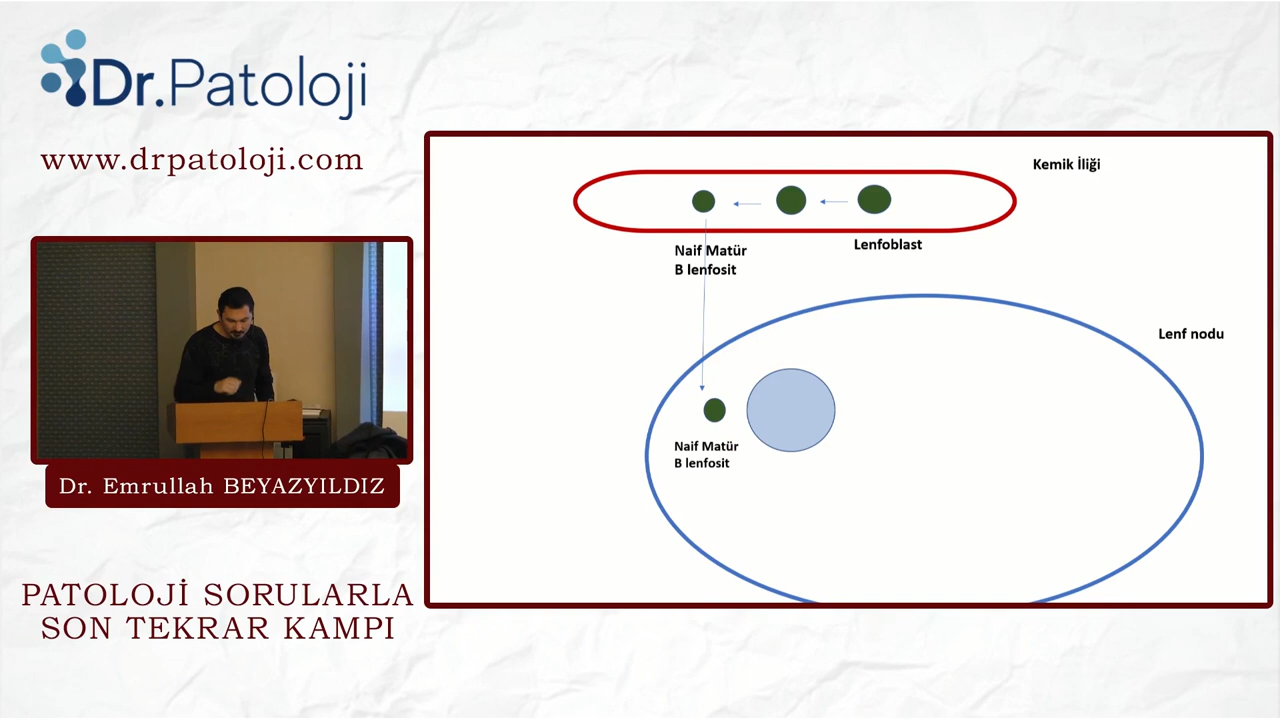 Dr.Patoloji
www.drpatoloji.com
Dr. Emrullah BEYAZYILDIZ
PATOLOJİ SORULARLA
SON TEKRAR KAMPI
Kemik İliği
Lenfoblast
Naif Matür
B lenfosit
Lenf nodu
Naif Matür
B lenfosit